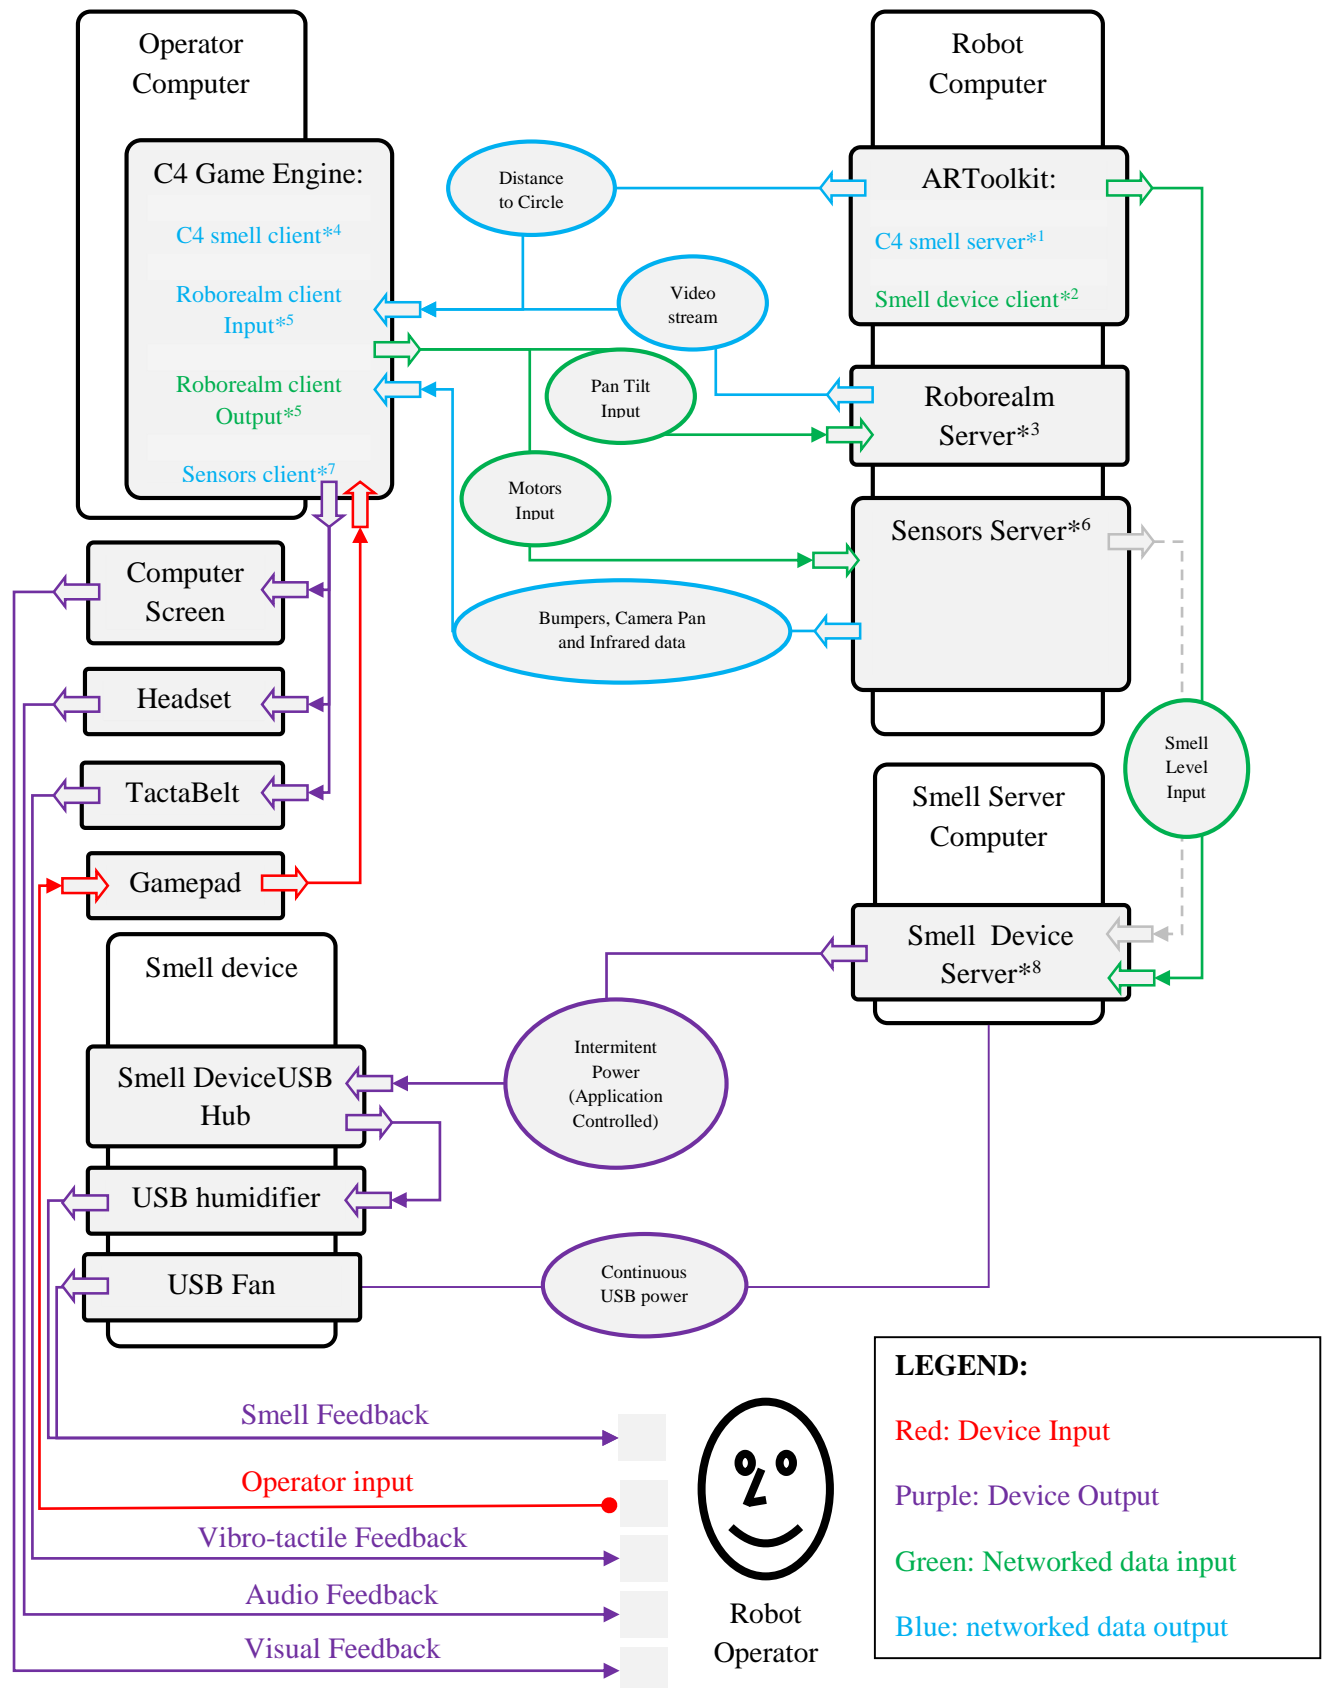 Operator
Computer
C4 Game Engine:
C4 smell client*4
Roborealm client
Input*5
Roborealm client
Output*5
Sensors client*7
Distance
to Circle
Video
stream
Pan Tilt
Input
Motors
Input
Bumpers, Camera Pan
and Infrared data
Robot
Computer
ARToolkit:
C4 smell server*1
Smell device client*2
Roborealm
Server*3
Sensors Server*6
Smell
Level
Input
Computer
Screen
Headset
TactaBelt
Gamepad
Smell Server
Computer
Smell Device
Server*8
Smell device
Smell DeviceUSB
Hub
USB humidifier
USB Fan
Intermitent
Power
(Application
Controlled)
Continuous
USB power
Smell Feedback
Operator input
Vibro-tactile Feedback
Audio Feedback
Visual Feedback
Robot
Operator
LEGEND:
Red: Device Input
Purple: Device Output
Green: Networked data input
Blue: networked data output